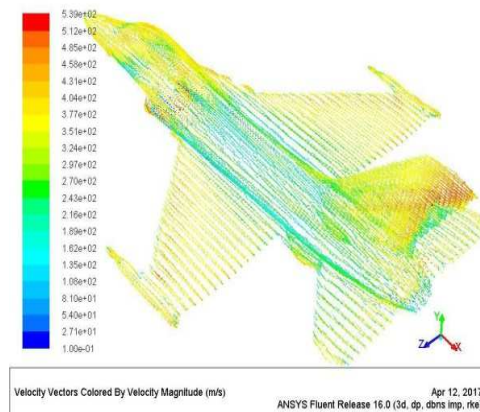 5.39e+02
5.12e+02
4.85e+02
4.58e+02
4.31e+02
4.04e+02
3.77e+02
3.51e+02
3.24e+02
2.97e+02
2.70e+02
2.43e+02
2.16e+02
1.89e+02
1.62e+02
1.35e+02
1.08e+02
8.10e+01
5.40e+01
2.71e+01
1.00e-01
Y
Z
X
Velocity Vectors Colored By Velocity Magnitude (m/s)
Apr 12, 2017
ANSYS Fluent Release 16.0 (3d, dp, dbns imp, rke)